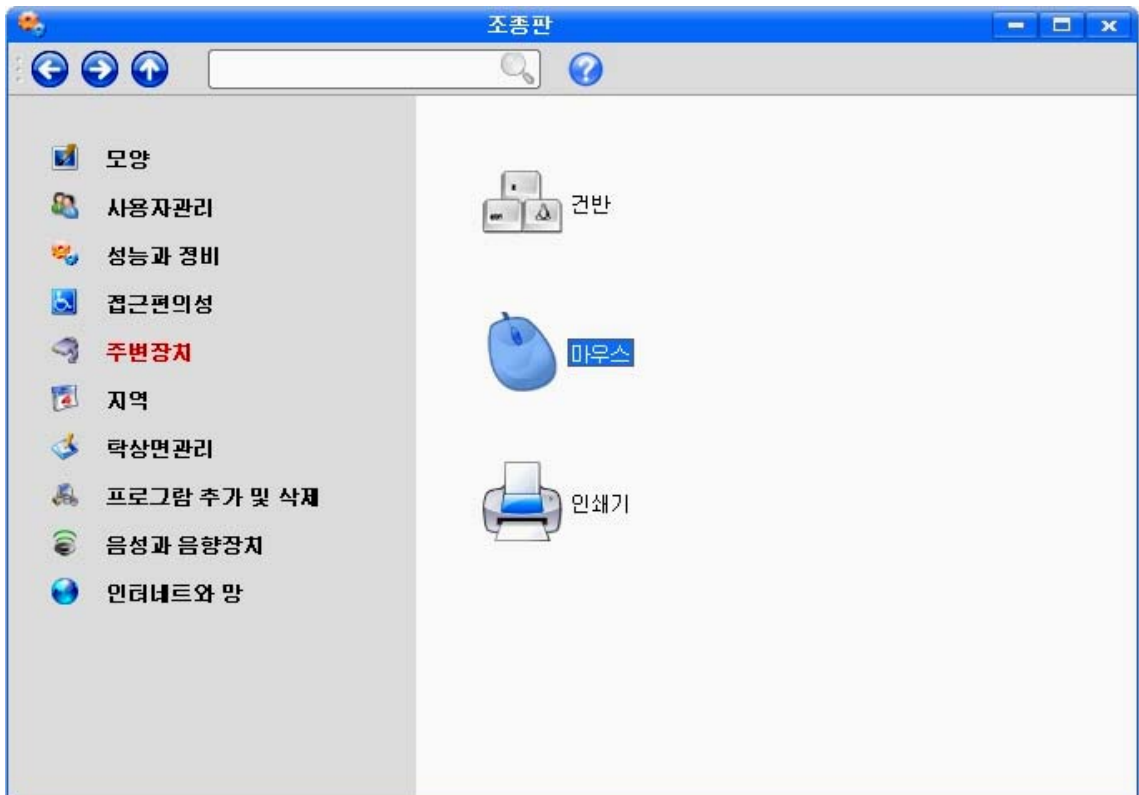 조종판
모양
사용자관리
성능과 정비
접근편의성
주변장치
지역
탁상면관리
프로그람 추가 및 삭제
음성과 음향장치
인터네트와 망
건반
마우스
인쇄기